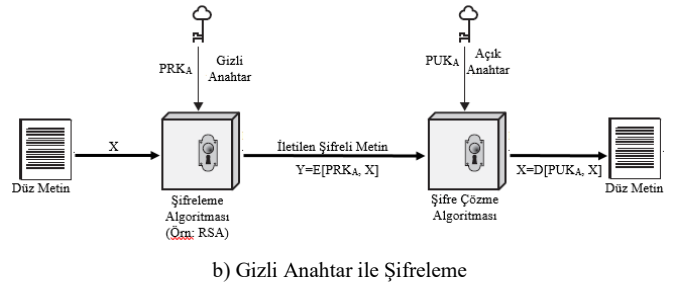 PRKA
Gizli
Anahtar
PUKA
Açık
Anahtar
X
İletilen Şifreli Metin
Y=E[PRKA, X]
X=D[PUKA, X]
Düz Metin
Şifreleme
Algoritması
(Örn: RSA)
Şifre Çözme
Algoritması
Düz Metin
b) Gizli Anahtar ile Şifreleme